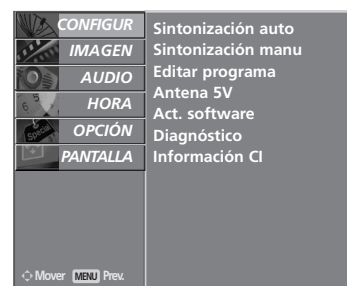 CONFIGUR
IMAGEN
AUDIO
HORA
OPCIÓN
PANTALLA
Sintonización auto
Sintonización manu
Editar programa
Antena 5V
Act. software
Diagnóstico
Información CI
Mover MENU Prev.